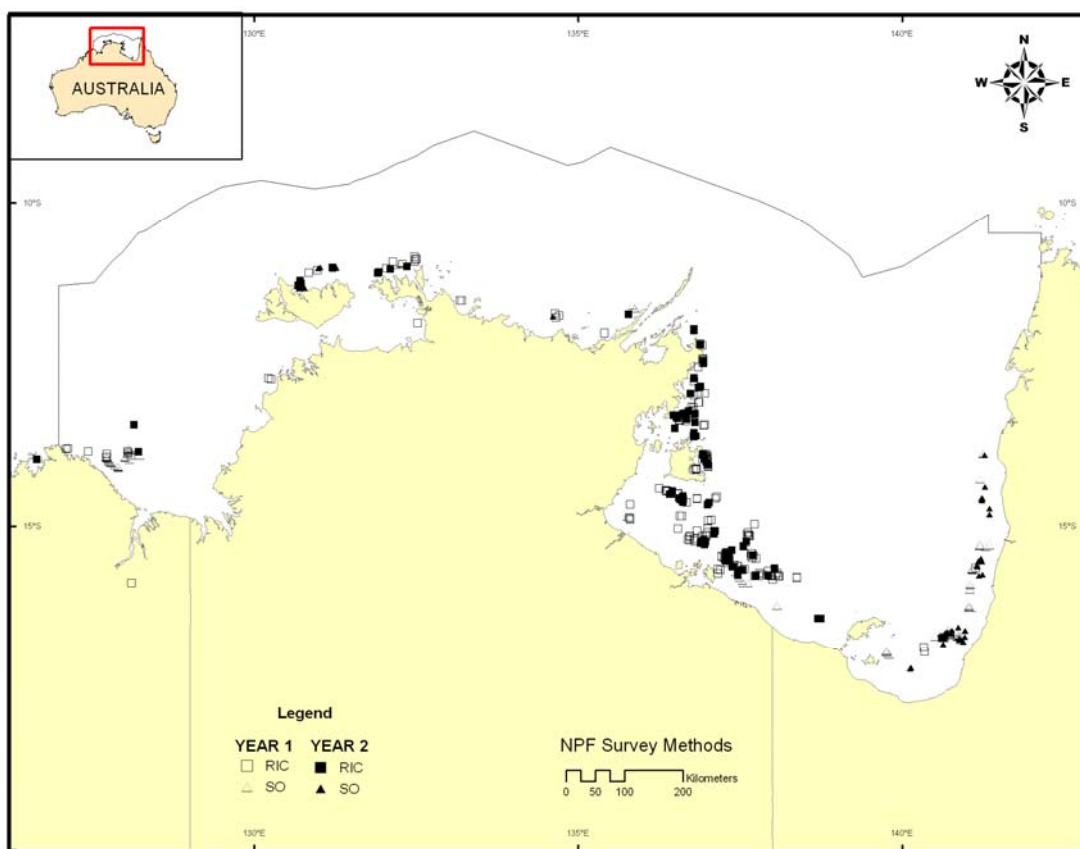 130°E 135°E 140°E
AUSTRALIA
N
W E
S
10°S 10°S
15°S 15°S
Legend
YEAR 1 YEAR 2
RIC RIC
SO SO
NPF Survey Methods
Kilometers
0 50 100 200
130°E 135°E 140°E